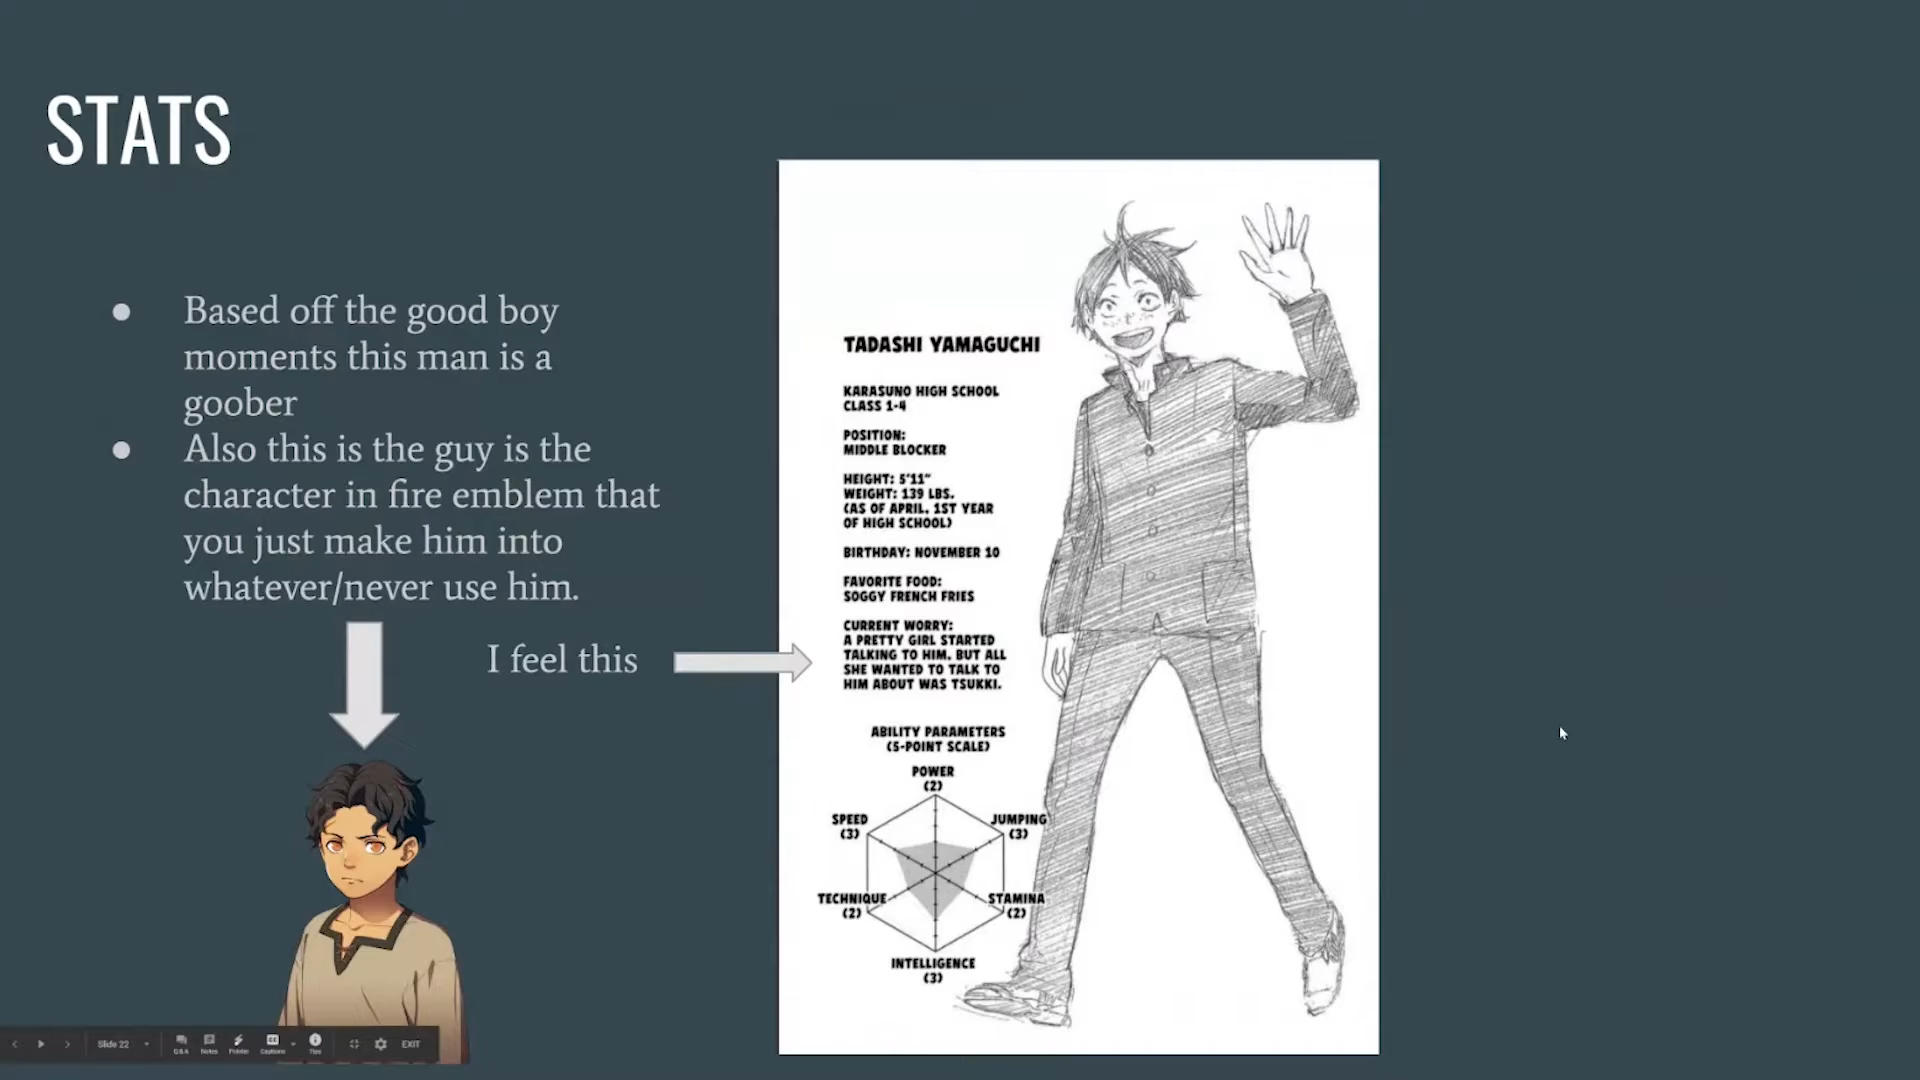 STATS
Based off the good boy
moments this man is a
goober
Also this is the guy is the
character in fire emblem that
you just make him into
whatever/never use him.
I feel this
TADASHI YAMAGUCHI
KARASUNO HIGH SCHOOL
CLASS 1-4
POSITION:
MIDDLE BLOCKER
HEIGHT: 5'11"
WEIGHT: 139 LBS.
(AS OF APRIL, 1ST YEAR
OF HIGH SCHOOL)
BIRTHDAY: NOVEMBER 10
FAVORITE FOOD:
SOGGY FRENCH FRIES
CURRENT WORRY:
A PRETTY GIRL STARTED
TALKING TO HIM, BUT ALL
SHE WANTED TO TALK TO
HIM ABOUT WAS TSUKKI.
ABILITY PARAMETERS
(5-POINT SCALE)
POWER
(2)
SPEED
(3)
JUMPING
(3)
TECHNIQUE
(2)
STAMINA
(2)
INTELLIGENCE
(3)
Slide 22
Q&A
Notes
Pointer
CC
Captions
Tips
EXIT